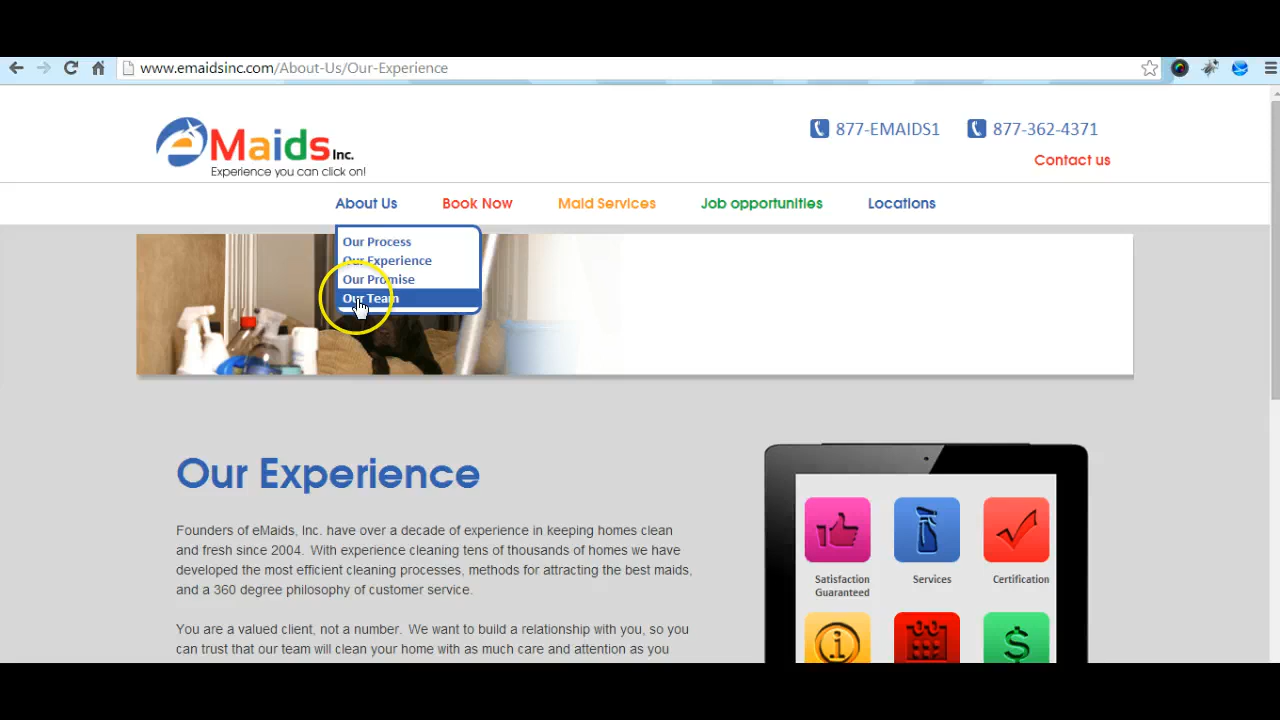 www.emaidsinc.com/About-Us/Our-Experience
eMaids Inc.
Experience you can click on!
877-EMAIDS1 877-362-4371
Contact us
About Us Book Now Maid Services Job opportunities Locations
Our Process
Our Experience
Our Promise
Our Team
Our Experience
Founders of eMaids, Inc. have over a decade of experience in keeping homes clean
and fresh since 2004. With experience cleaning tens of thousands of homes we have
developed the most efficient cleaning processes, methods for attracting the best maids,
and a 360 degree philosophy of customer service.
You are a valued client, not a number. We want to build a relationship with you, so you
can trust that our team will clean your home with as much care and attention as you
Satisfaction Guaranteed Services Certification